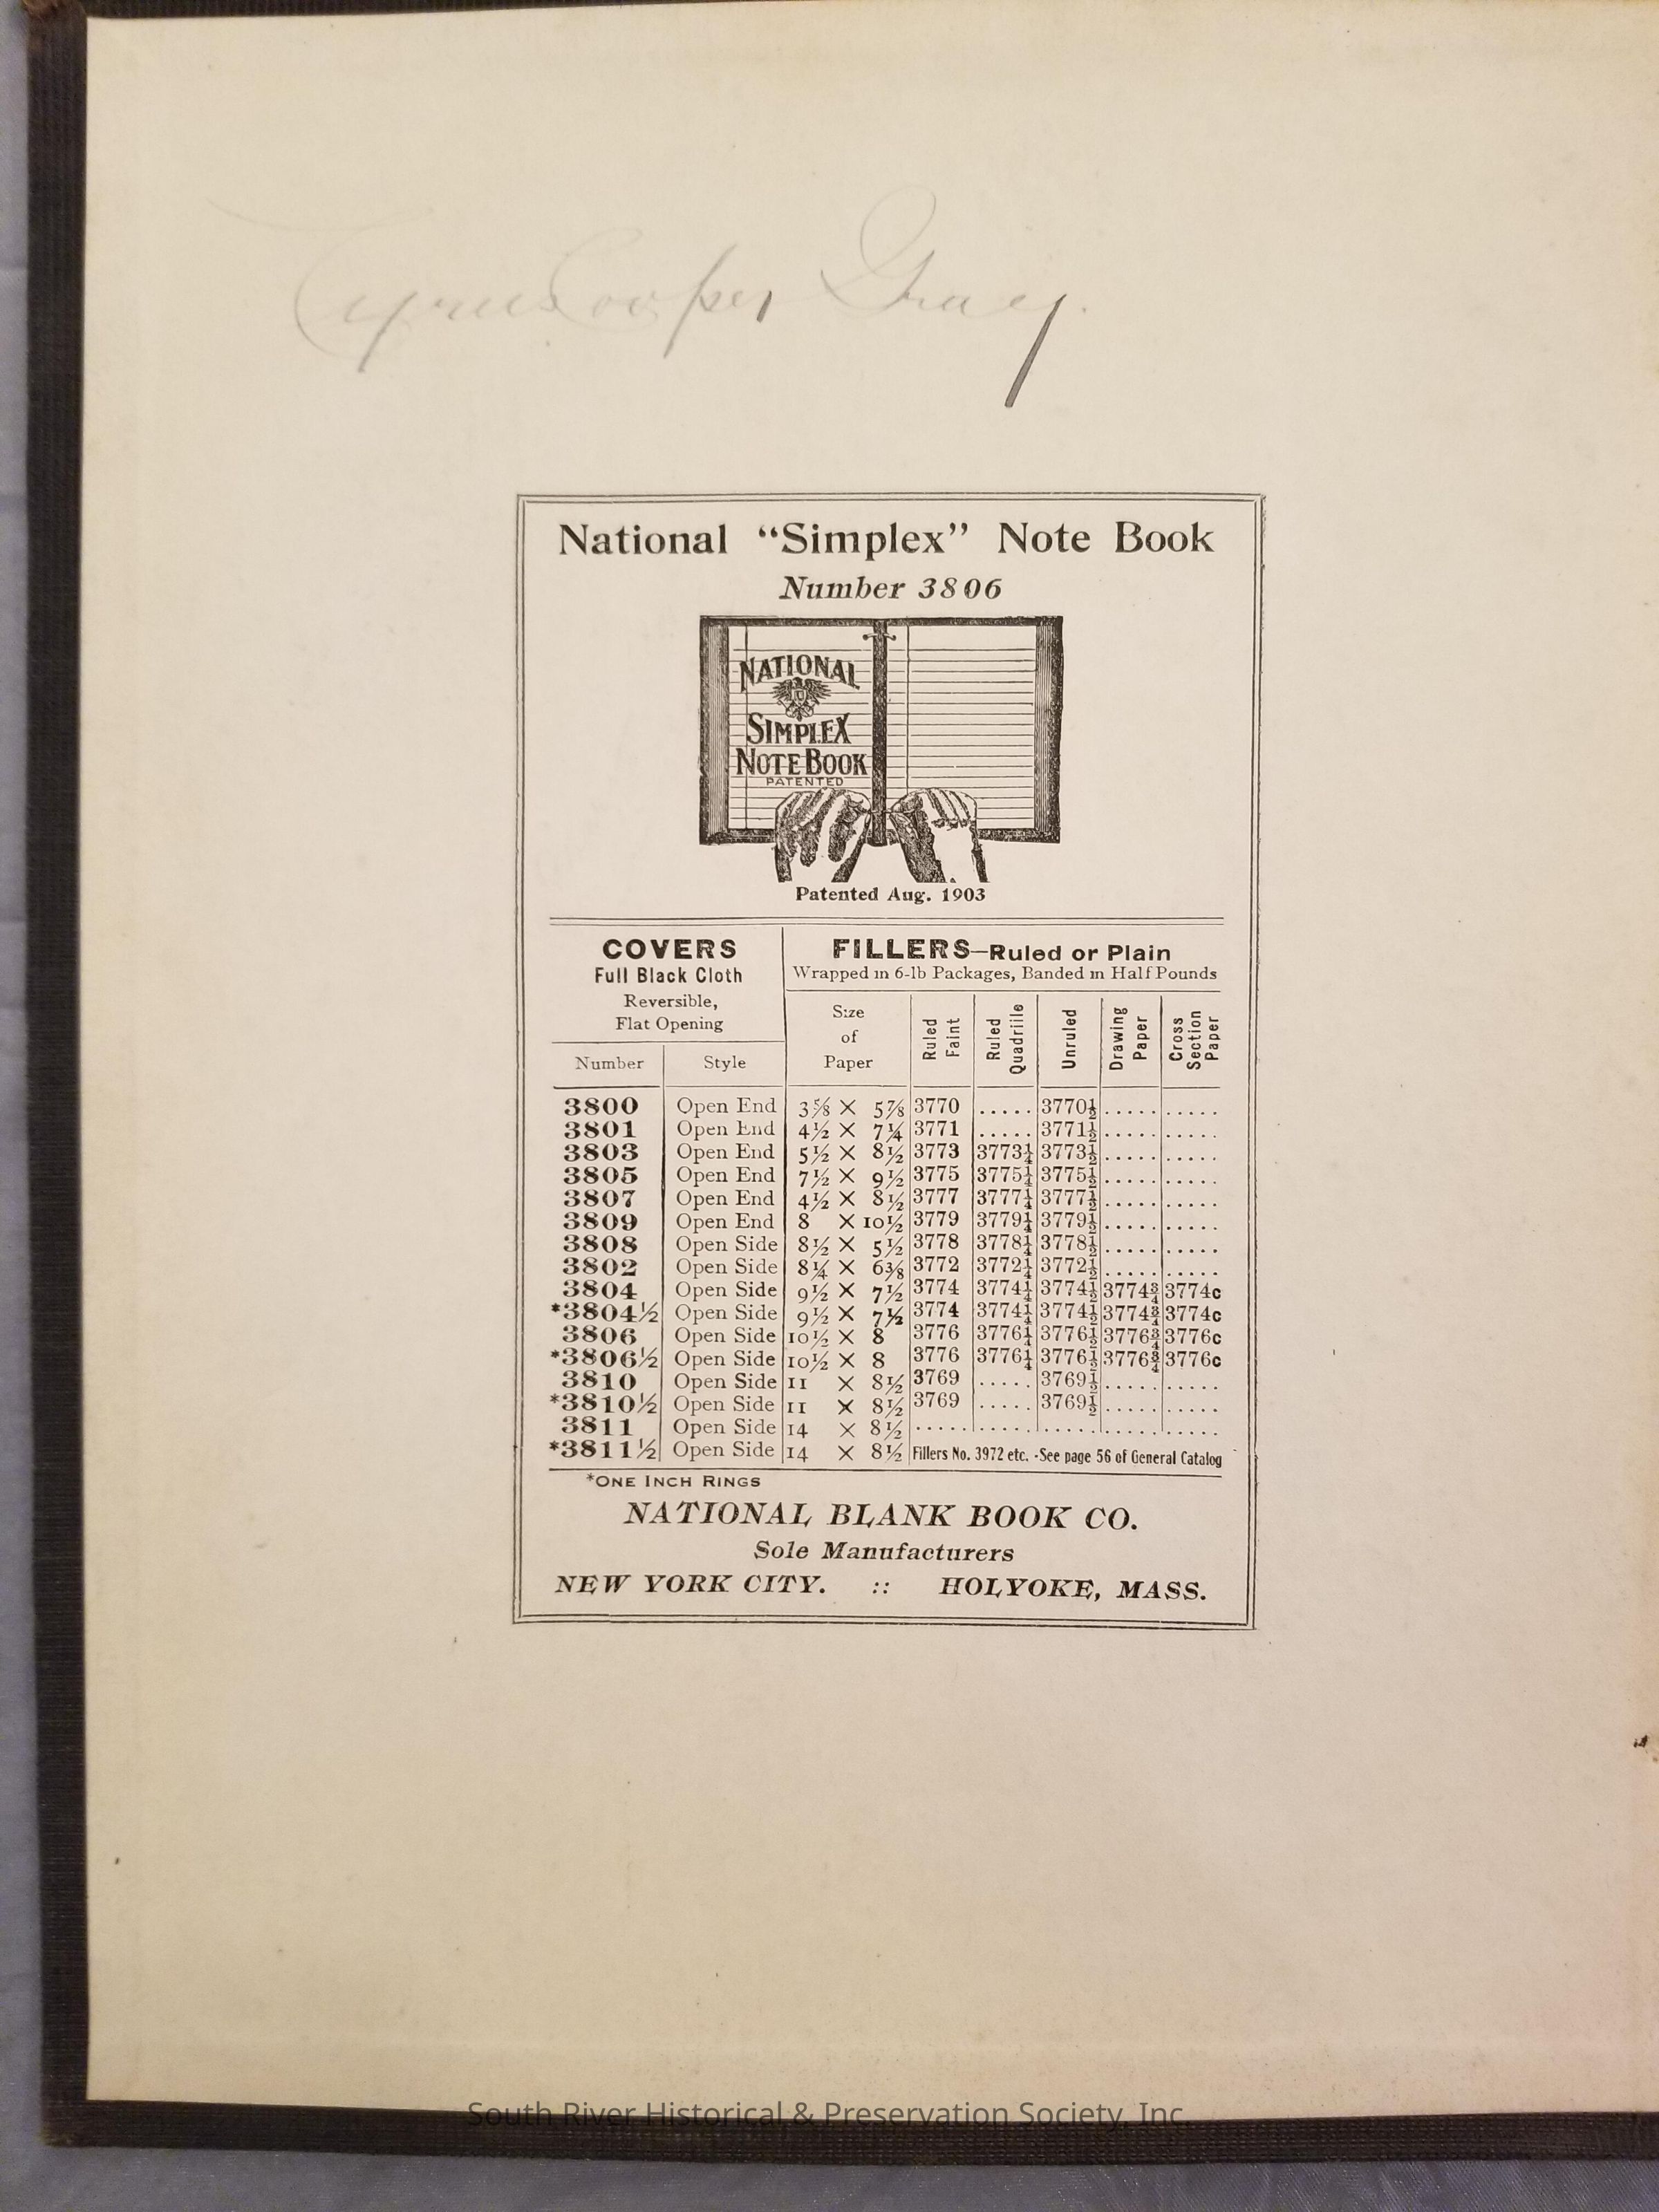 Cyrus Cooper Gray.
National “Simplex” Note Book
Number 3806
NATIONAL
SIMPLEX
NOTE BOOK
PATENTED
Patented Aug. 1903
COVERS
Full Black Cloth
Reversible,
Flat Opening
FILLERS—Ruled or Plain
Wrapped in 6-lb Packages, Banded in Half Pounds
Number Style Size of Paper Ruled Faint Ruled Quadrille Unruled Drawing Paper Cross Section Paper
3800 Open End 3⅝ × 5⅞ 3770 ..... 3770½ ..... .....
3801 Open End 4½ × 7¼ 3771 ..... 3771½ ..... .....
3803 Open End 5½ × 8½ 3773 3773¼ 3773½ ..... .....
3805 Open End 7½ × 9½ 3775 3775¼ 3775½ ..... .....
3807 Open End 4½ × 8½ 3777 3777¼ 3777½ ..... .....
3809 Open End 8 × 10½ 3779 3779¼ 3779½ ..... .....
3808 Open Side 8½ × 5½ 3778 3778¼ 3778½ ..... .....
3802 Open Side 8¼ × 6⅜ 3772 3772¼ 3772½ ..... .....
3804 Open Side 9½ × 7½ 3774 3774¼ 3774½ 3774¾ 3774c
*3804½ Open Side 9½ × 7½ 3774 3774¼ 3774½ 3774¾ 3774c
3806 Open Side 10½ × 8 3776 3776¼ 3776½ 3776¾ 3776c
*3806½ Open Side 10½ × 8 3776 3776¼ 3776½ 3776¾ 3776c
3810 Open Side 11 × 8½ 3769 ..... 3769½ ..... .....
*3810½ Open Side 11 × 8½ 3769 ..... 3769½ ..... .....
3811 Open Side 14 × 8½ ..... ..... ..... ..... .....
*3811½ Open Side 14 × 8½ Fillers No. 3972 etc. -See page 56 of General Catalog
*ONE INCH RINGS
NATIONAL BLANK BOOK CO.
Sole Manufacturers
NEW YORK CITY. :: HOLYOKE, MASS.
South River Historical & Preservation Society, Inc.